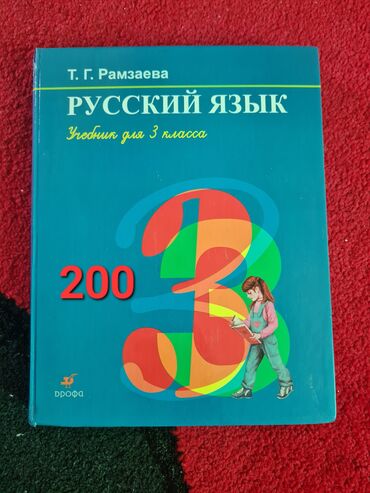 Т. Г. Рамзаева
РУССКИЙ ЯЗЫК
Учебник для 3 класса
3
200
дрофа